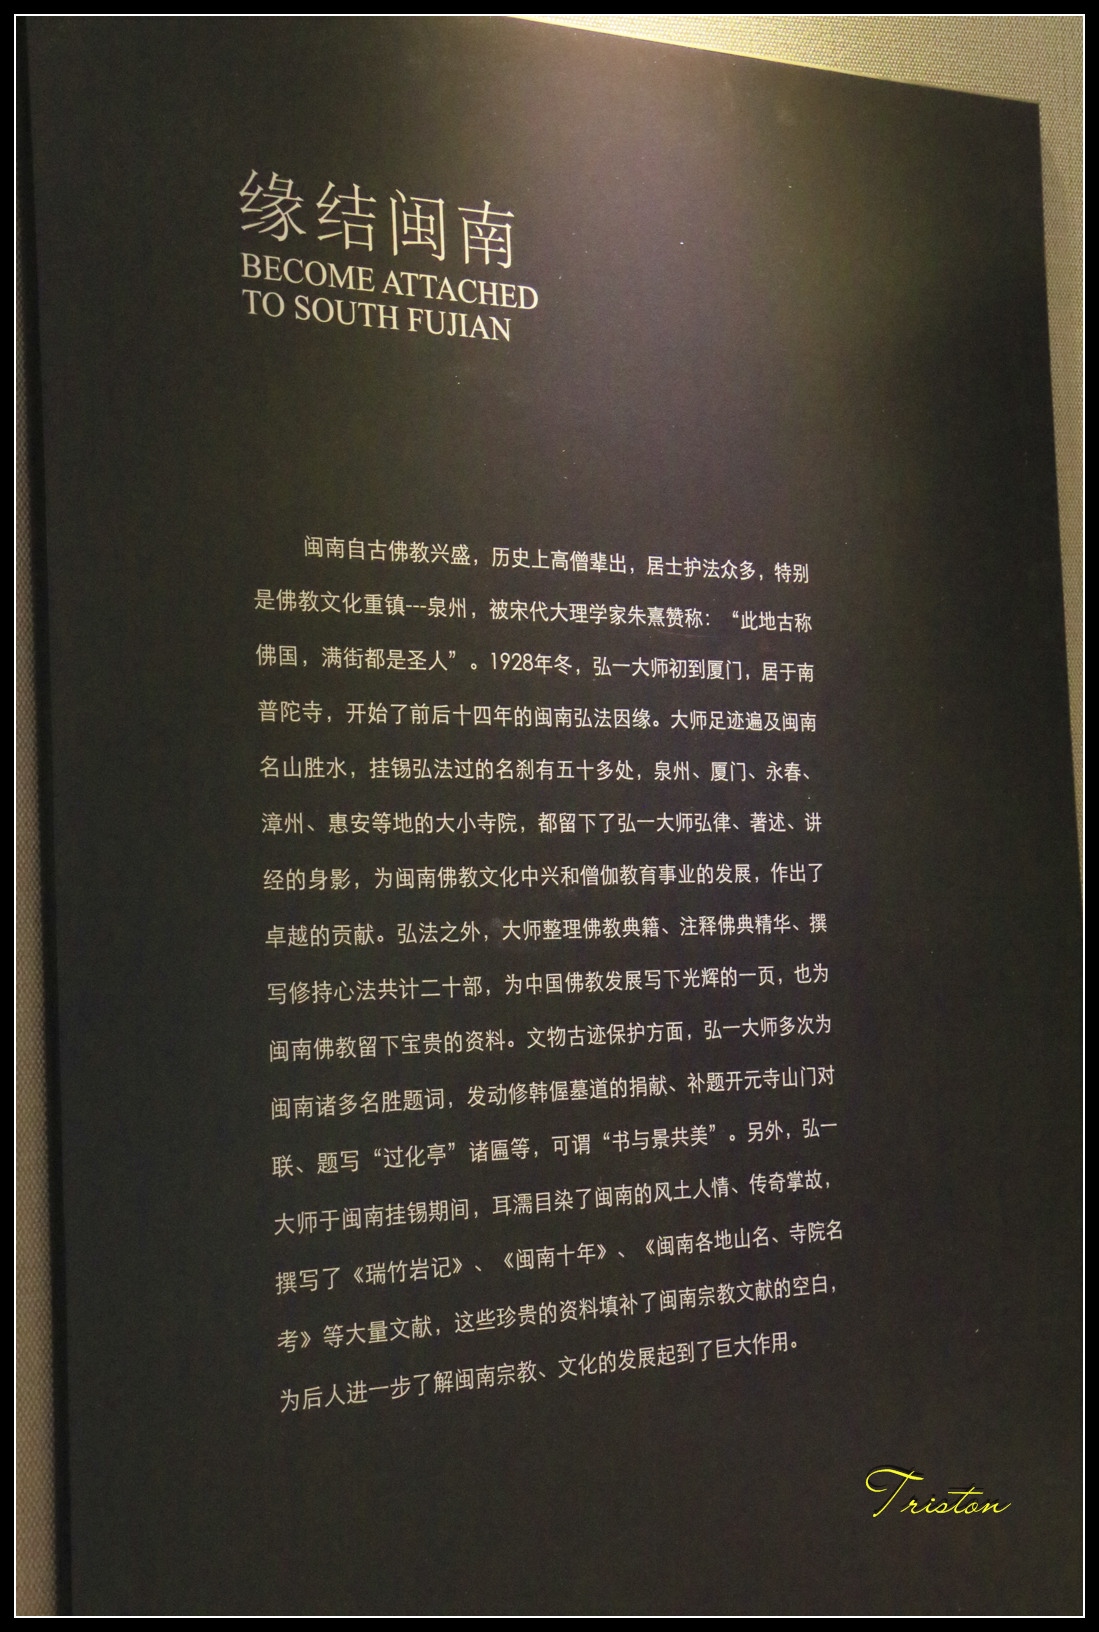 缘结闽南
BECOME ATTACHED
TO SOUTH FUJIAN
闽南自古佛教兴盛，历史上高僧辈出，居士护法众多，特别
是佛教文化重镇---泉州，被宋代大理学家朱熹赞称：“此地古称
佛国，满街都是圣人”。1928年冬，弘一大师初到厦门，居于南
普陀寺，开始了前后十四年的闽南弘法因缘。大师足迹遍及闽南
名山胜水，挂锡弘法过的名刹有五十多处，泉州、厦门、永春、
漳州、惠安等地的大小寺院，都留下了弘一大师弘律、著述、讲
经的身影，为闽南佛教文化中兴和僧伽教育事业的发展，作出了
卓越的贡献。弘法之外，大师整理佛教典籍、注释佛典精华、撰
写修持心法共计二十部，为中国佛教发展写下光辉的一页，也为
闽南佛教留下宝贵的资料。文物古迹保护方面，弘一大师多次为
闽南诸多名胜题词，发动修韩偓墓道的捐献、补题开元寺山门对
联、题写“过化亭”诸匾等，可谓“书与景共美”。另外，弘一
大师于闽南挂锡期间，耳濡目染了闽南的风土人情、传奇掌故，
撰写了《瑞竹岩记》、《闽南十年》、《闽南各地山名、寺院名
考》等大量文献，这些珍贵的资料填补了闽南宗教文献的空白，
为后人进一步了解闽南宗教、文化的发展起到了巨大作用。
Triston